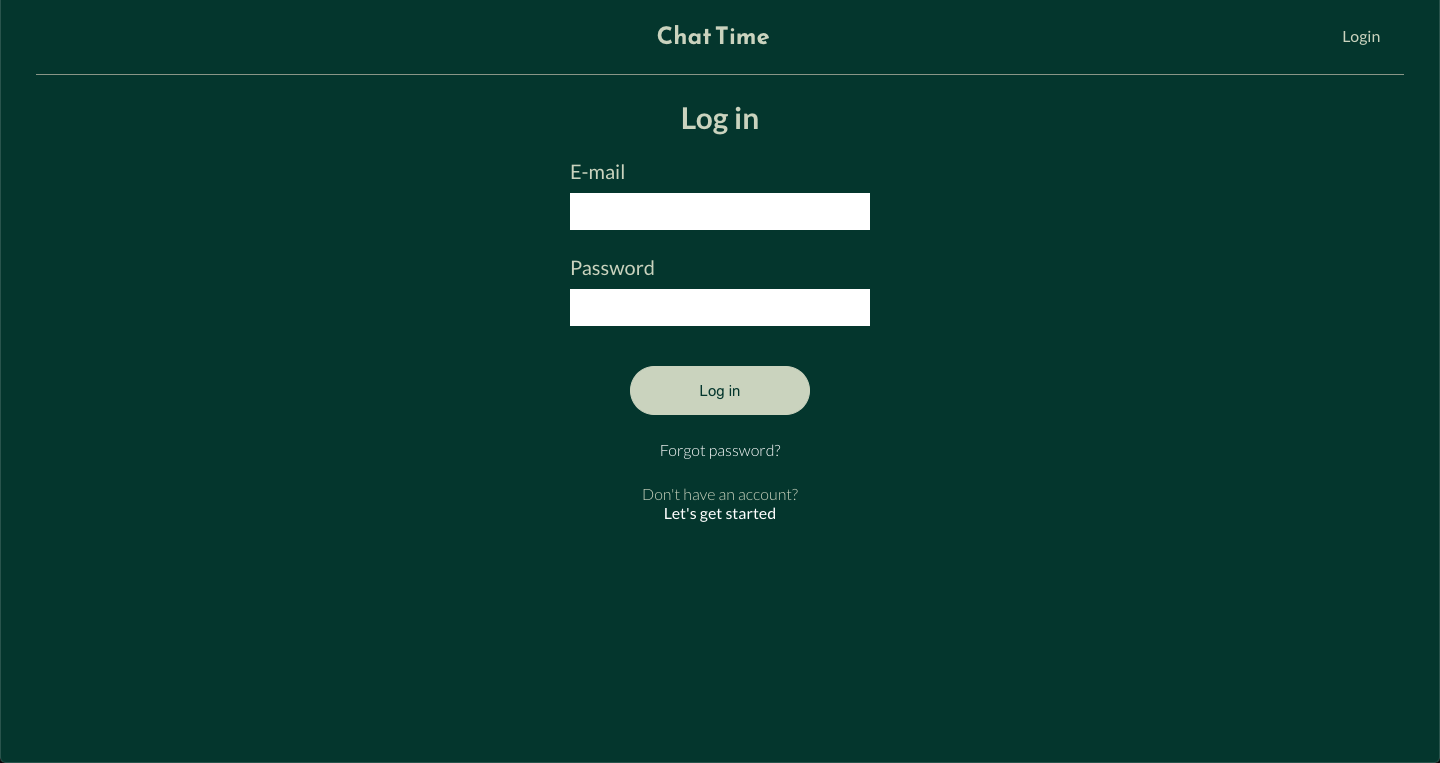 Chat Time
Login
Log in
E-mail
Password
Log in
Forgot password?
Don't have an account?
Let's get started